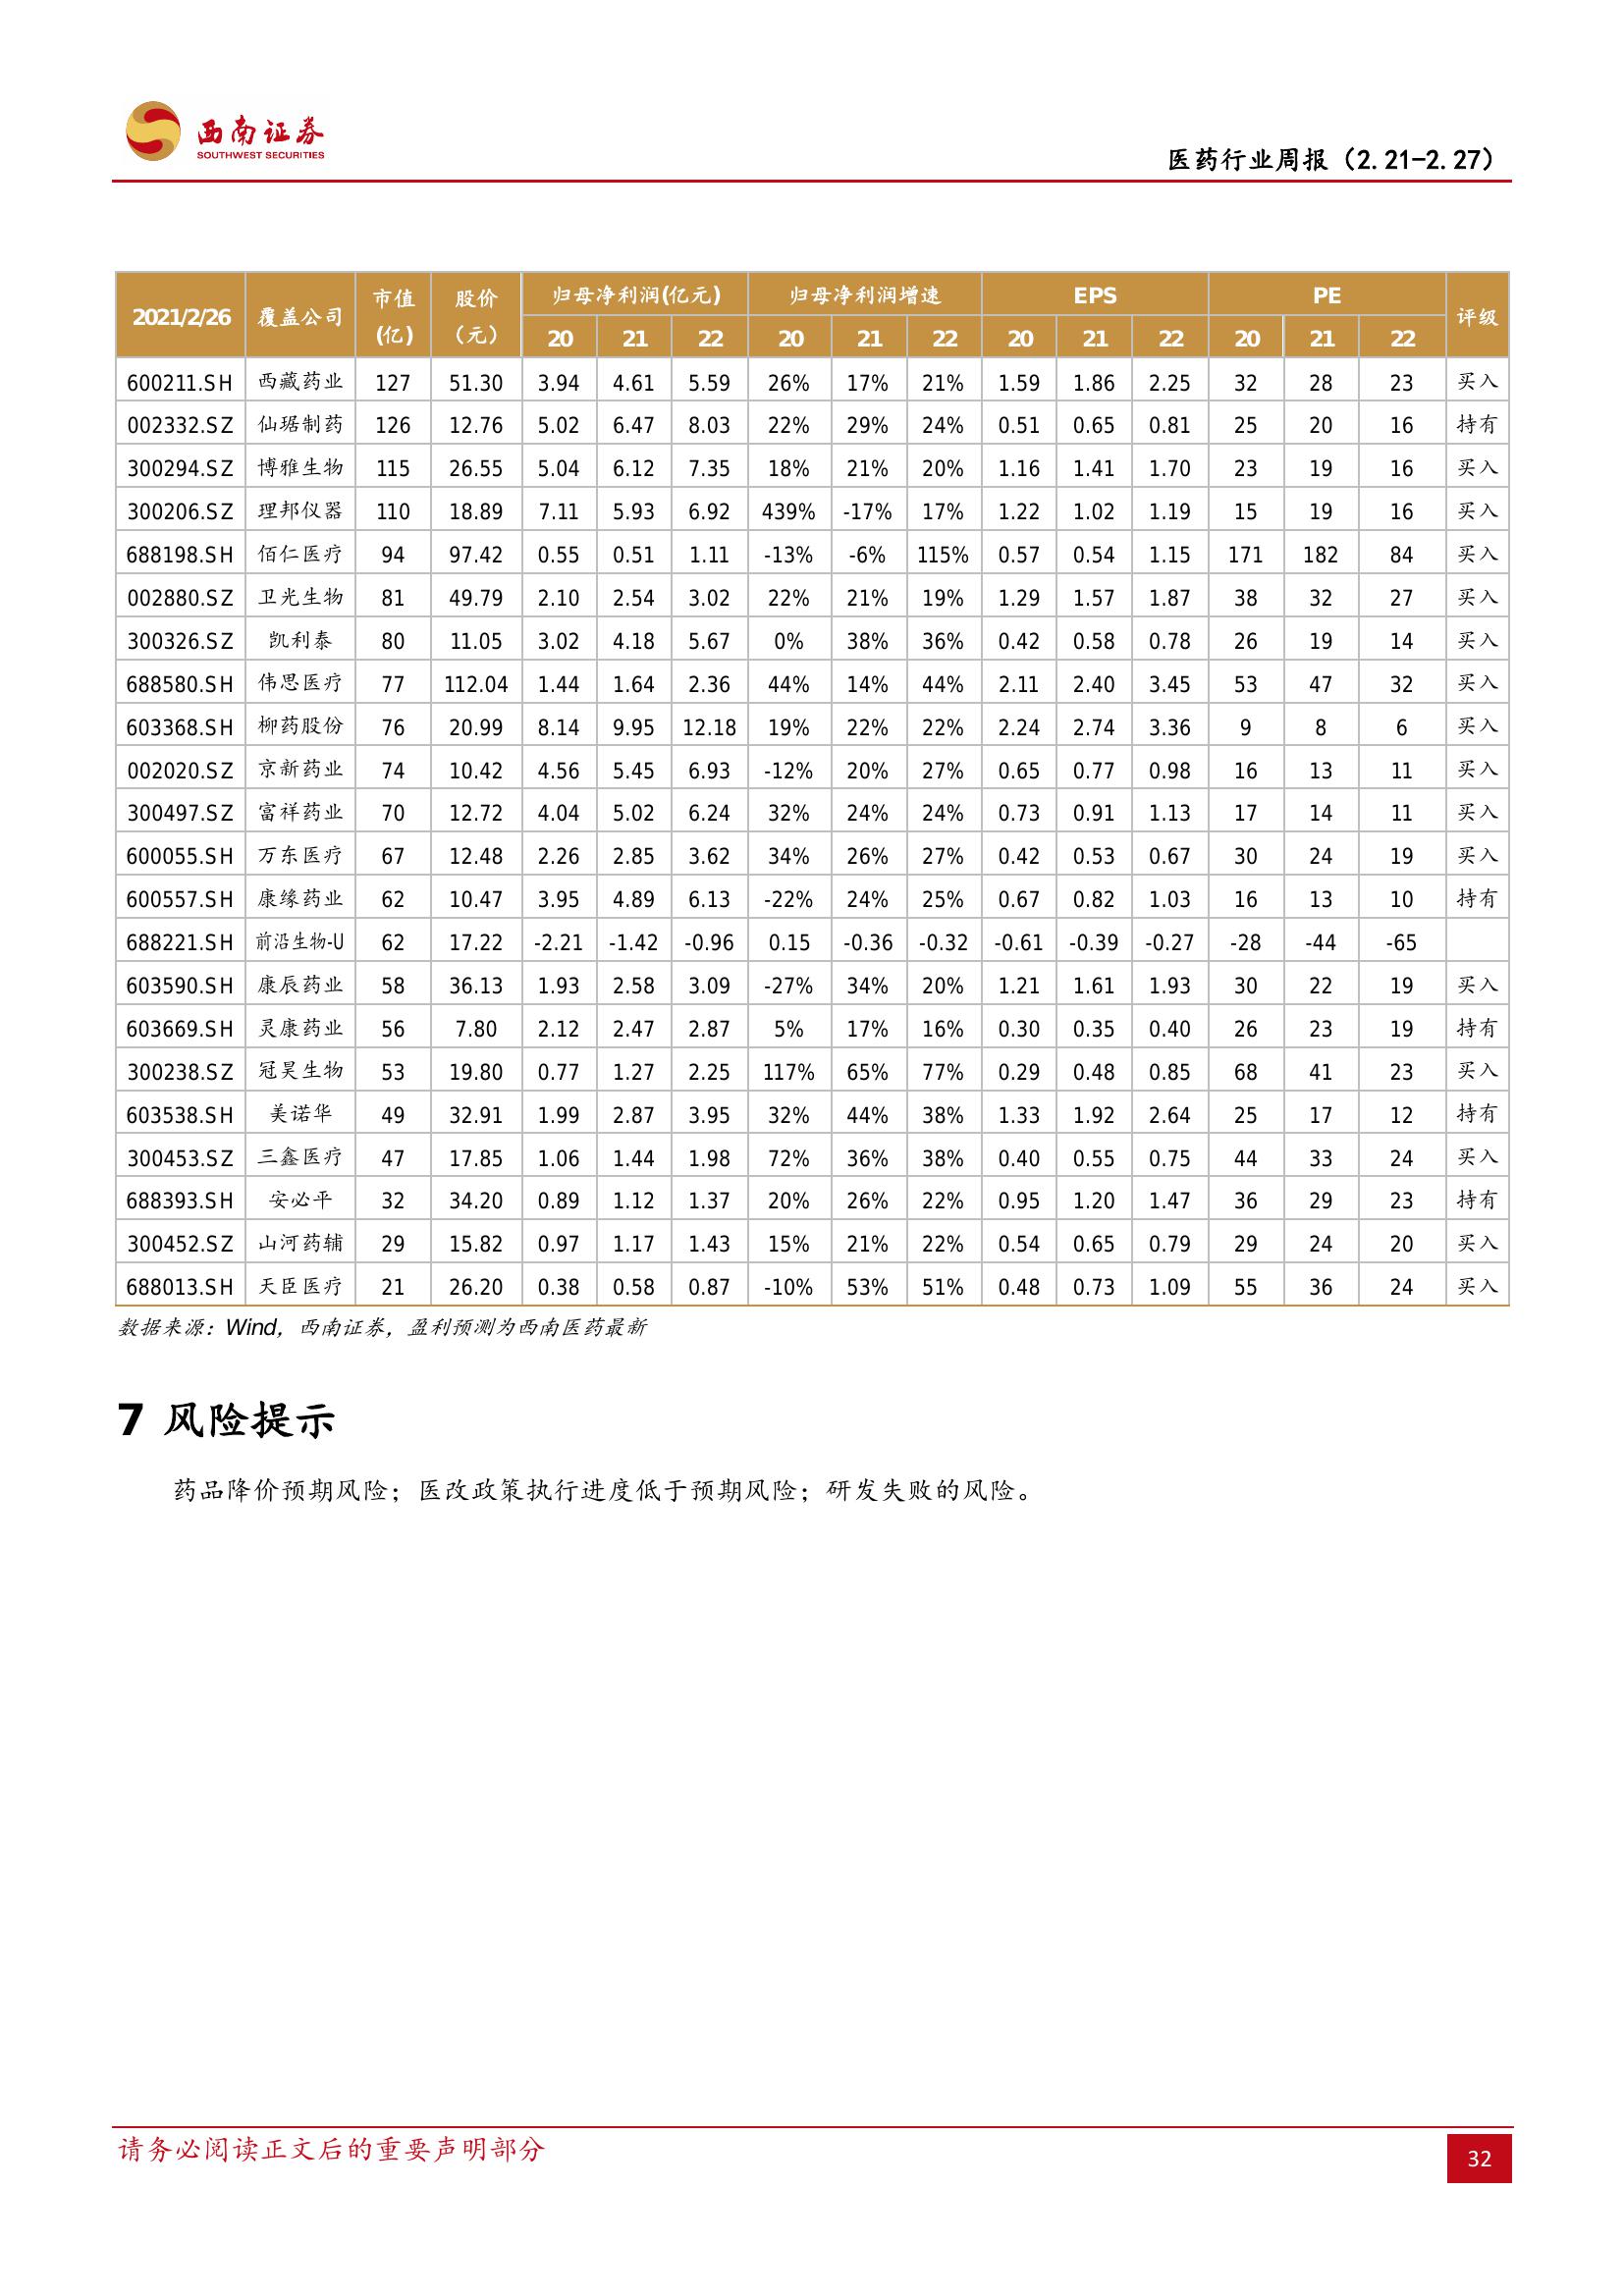 西南证券
SOUTHWEST SECURITIES
医药行业周报（2.21-2.27）
2021/2/26 覆盖公司 市值(亿) 股价（元） 归母净利润(亿元) 归母净利润增速 EPS PE 评级
20 21 22 20 21 22 20 21 22 20 21 22
600211.SH 西藏药业 127 51.30 3.94 4.61 5.59 26% 17% 21% 1.59 1.86 2.25 32 28 23 买入
002332.SZ 仙琚制药 126 12.76 5.02 6.47 8.03 22% 29% 24% 0.51 0.65 0.81 25 20 16 持有
300294.SZ 博雅生物 115 26.55 5.04 6.12 7.35 18% 21% 20% 1.16 1.41 1.70 23 19 16 买入
300206.SZ 理邦仪器 110 18.89 7.11 5.93 6.92 439% -17% 17% 1.22 1.02 1.19 15 19 16 买入
688198.SH 佰仁医疗 94 97.42 0.55 0.51 1.11 -13% -6% 115% 0.57 0.54 1.15 171 182 84 买入
002880.SZ 卫光生物 81 49.79 2.10 2.54 3.02 22% 21% 19% 1.29 1.57 1.87 38 32 27 买入
300326.SZ 凯利泰 80 11.05 3.02 4.18 5.67 0% 38% 36% 0.42 0.58 0.78 26 19 14 买入
688580.SH 伟思医疗 77 112.04 1.44 1.64 2.36 44% 14% 44% 2.11 2.40 3.45 53 47 32 买入
603368.SH 柳药股份 76 20.99 8.14 9.95 12.18 19% 22% 22% 2.24 2.74 3.36 9 8 6 买入
002020.SZ 京新药业 74 10.42 4.56 5.45 6.93 -12% 20% 27% 0.65 0.77 0.98 16 13 11 买入
300497.SZ 富祥药业 70 12.72 4.04 5.02 6.24 32% 24% 24% 0.73 0.91 1.13 17 14 11 买入
600055.SH 万东医疗 67 12.48 2.26 2.85 3.62 34% 26% 27% 0.42 0.53 0.67 30 24 19 买入
600557.SH 康缘药业 62 10.47 3.95 4.89 6.13 -22% 24% 25% 0.67 0.82 1.03 16 13 10 持有
688221.SH 前沿生物-U 62 17.22 -2.21 -1.42 -0.96 0.15 -0.36 -0.32 -0.61 -0.39 -0.27 -28 -44 -65
603590.SH 康辰药业 58 36.13 1.93 2.58 3.09 -27% 34% 20% 1.21 1.61 1.93 30 22 19 买入
603669.SH 灵康药业 56 7.80 2.12 2.47 2.87 5% 17% 16% 0.30 0.35 0.40 26 23 19 持有
300238.SZ 冠昊生物 53 19.80 0.77 1.27 2.25 117% 65% 77% 0.29 0.48 0.85 68 41 23 买入
603538.SH 美诺华 49 32.91 1.99 2.87 3.95 32% 44% 38% 1.33 1.92 2.64 25 17 12 持有
300453.SZ 三鑫医疗 47 17.85 1.06 1.44 1.98 72% 36% 38% 0.40 0.55 0.75 44 33 24 买入
688393.SH 安必平 32 34.20 0.89 1.12 1.37 20% 26% 22% 0.95 1.20 1.47 36 29 23 持有
300452.SZ 山河药辅 29 15.82 0.97 1.17 1.43 15% 21% 22% 0.54 0.65 0.79 29 24 20 买入
688013.SH 天臣医疗 21 26.20 0.38 0.58 0.87 -10% 53% 51% 0.48 0.73 1.09 55 36 24 买入
数据来源：Wind，西南证券，盈利预测为西南医药最新
7 风险提示
药品降价预期风险；医改政策执行进度低于预期风险；研发失败的风险。
请务必阅读正文后的重要声明部分
32